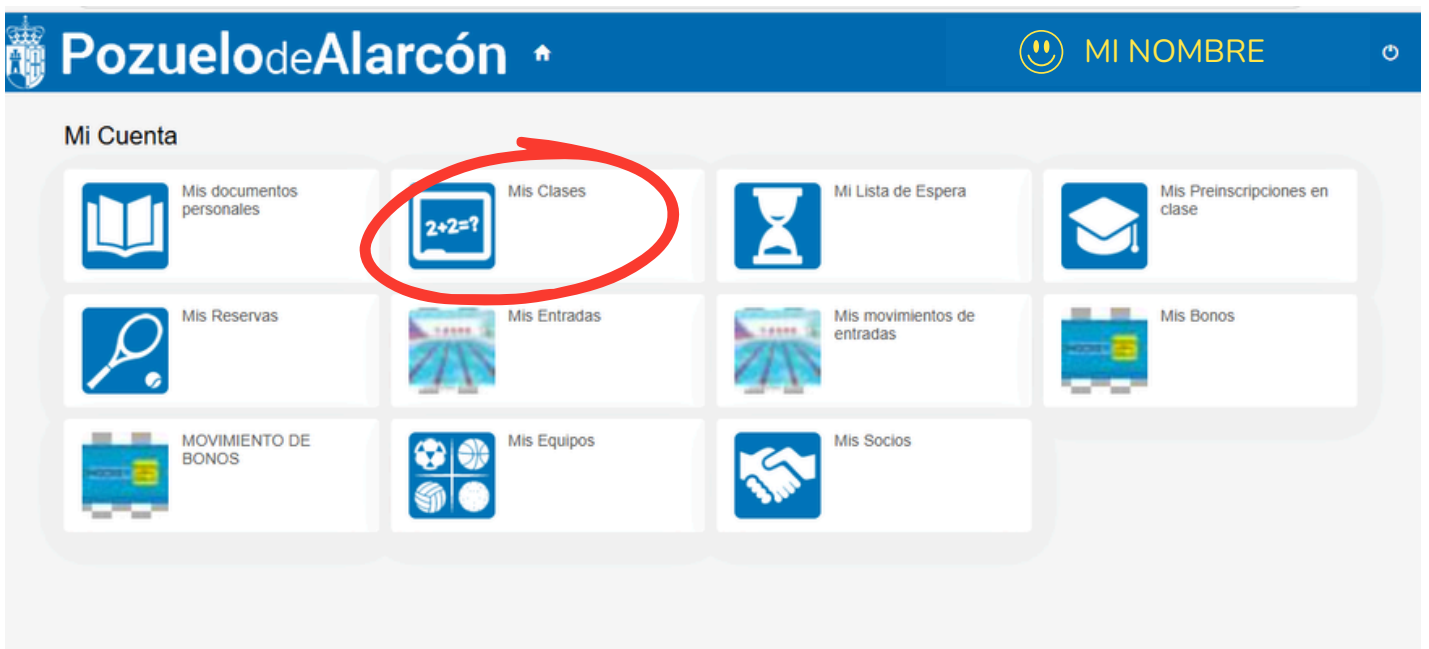 PozuelodeAlarcón
MI NOMBRE
Mi Cuenta
Mis documentos
personales
2+2=?
Mis Clases
Mi Lista de Espera
Mis Preinscripciones en
clase
Mis Reservas
Mis Entradas
Mis movimientos de
entradas
Mis Bonos
MOVIMIENTO DE
BONOS
Mis Equipos
Mis Socios